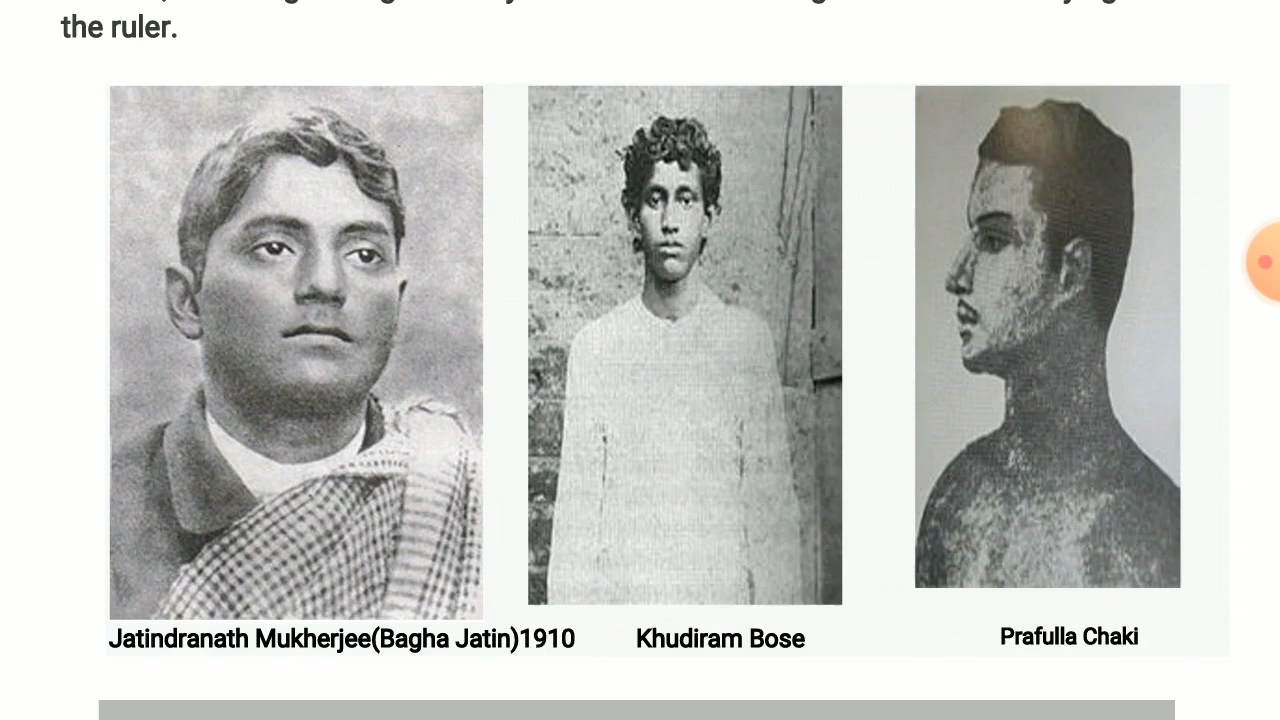 the ruler.
Jatindranath Mukherjee(Bagha Jatin)1910
Khudiram Bose
Prafulla Chaki